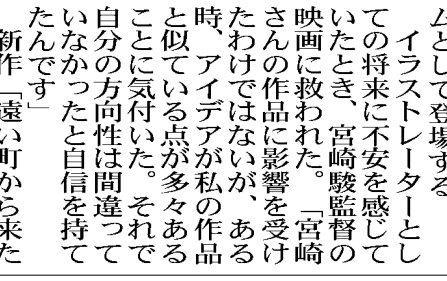 ムとして登場する
　イラストレーターとし
ての将来に不安を感じて
いたとき、宮崎駿監督の
映画に救われた。「宮崎
さんの作品に影響を受け
たわけではないが、ある
時、アイデアが私の作品
と似ている点が多々ある
ことに気付いた。それで
自分の方向性は間違って
いなかったと自信を持て
たんです」
　新作「遠い町から来た